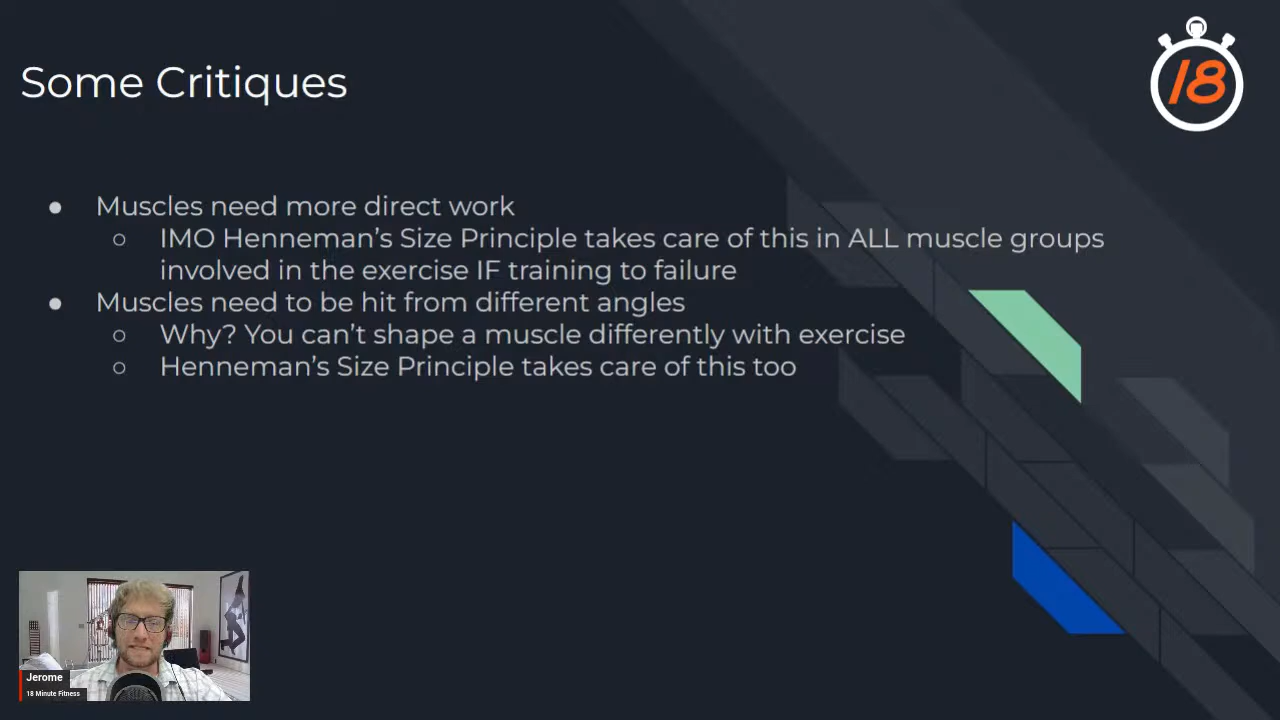 Some Critiques
18
● Muscles need more direct work
○ IMO Henneman's Size Principle takes care of this in ALL muscle groups
involved in the exercise IF training to failure
● Muscles need to be hit from different angles
○ Why? You can't shape a muscle differently with exercise
○ Henneman's Size Principle takes care of this too
Jerome
18 Minute Fitness